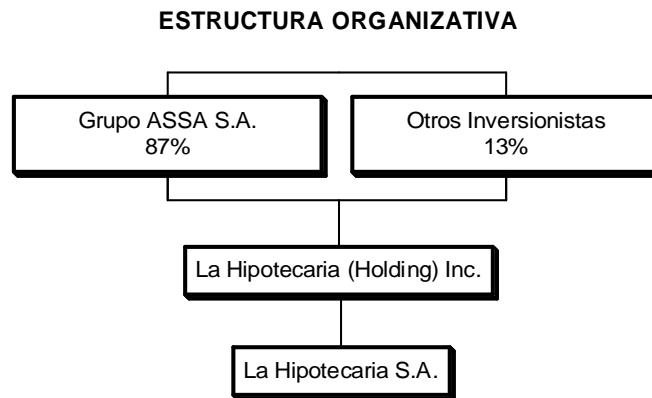 ESTRUCTURA ORGANIZATIVA
Grupo ASSA S.A.
87%
Otros Inversionistas
13%
La Hipotecaria (Holding) Inc.
La Hipotecaria S.A.